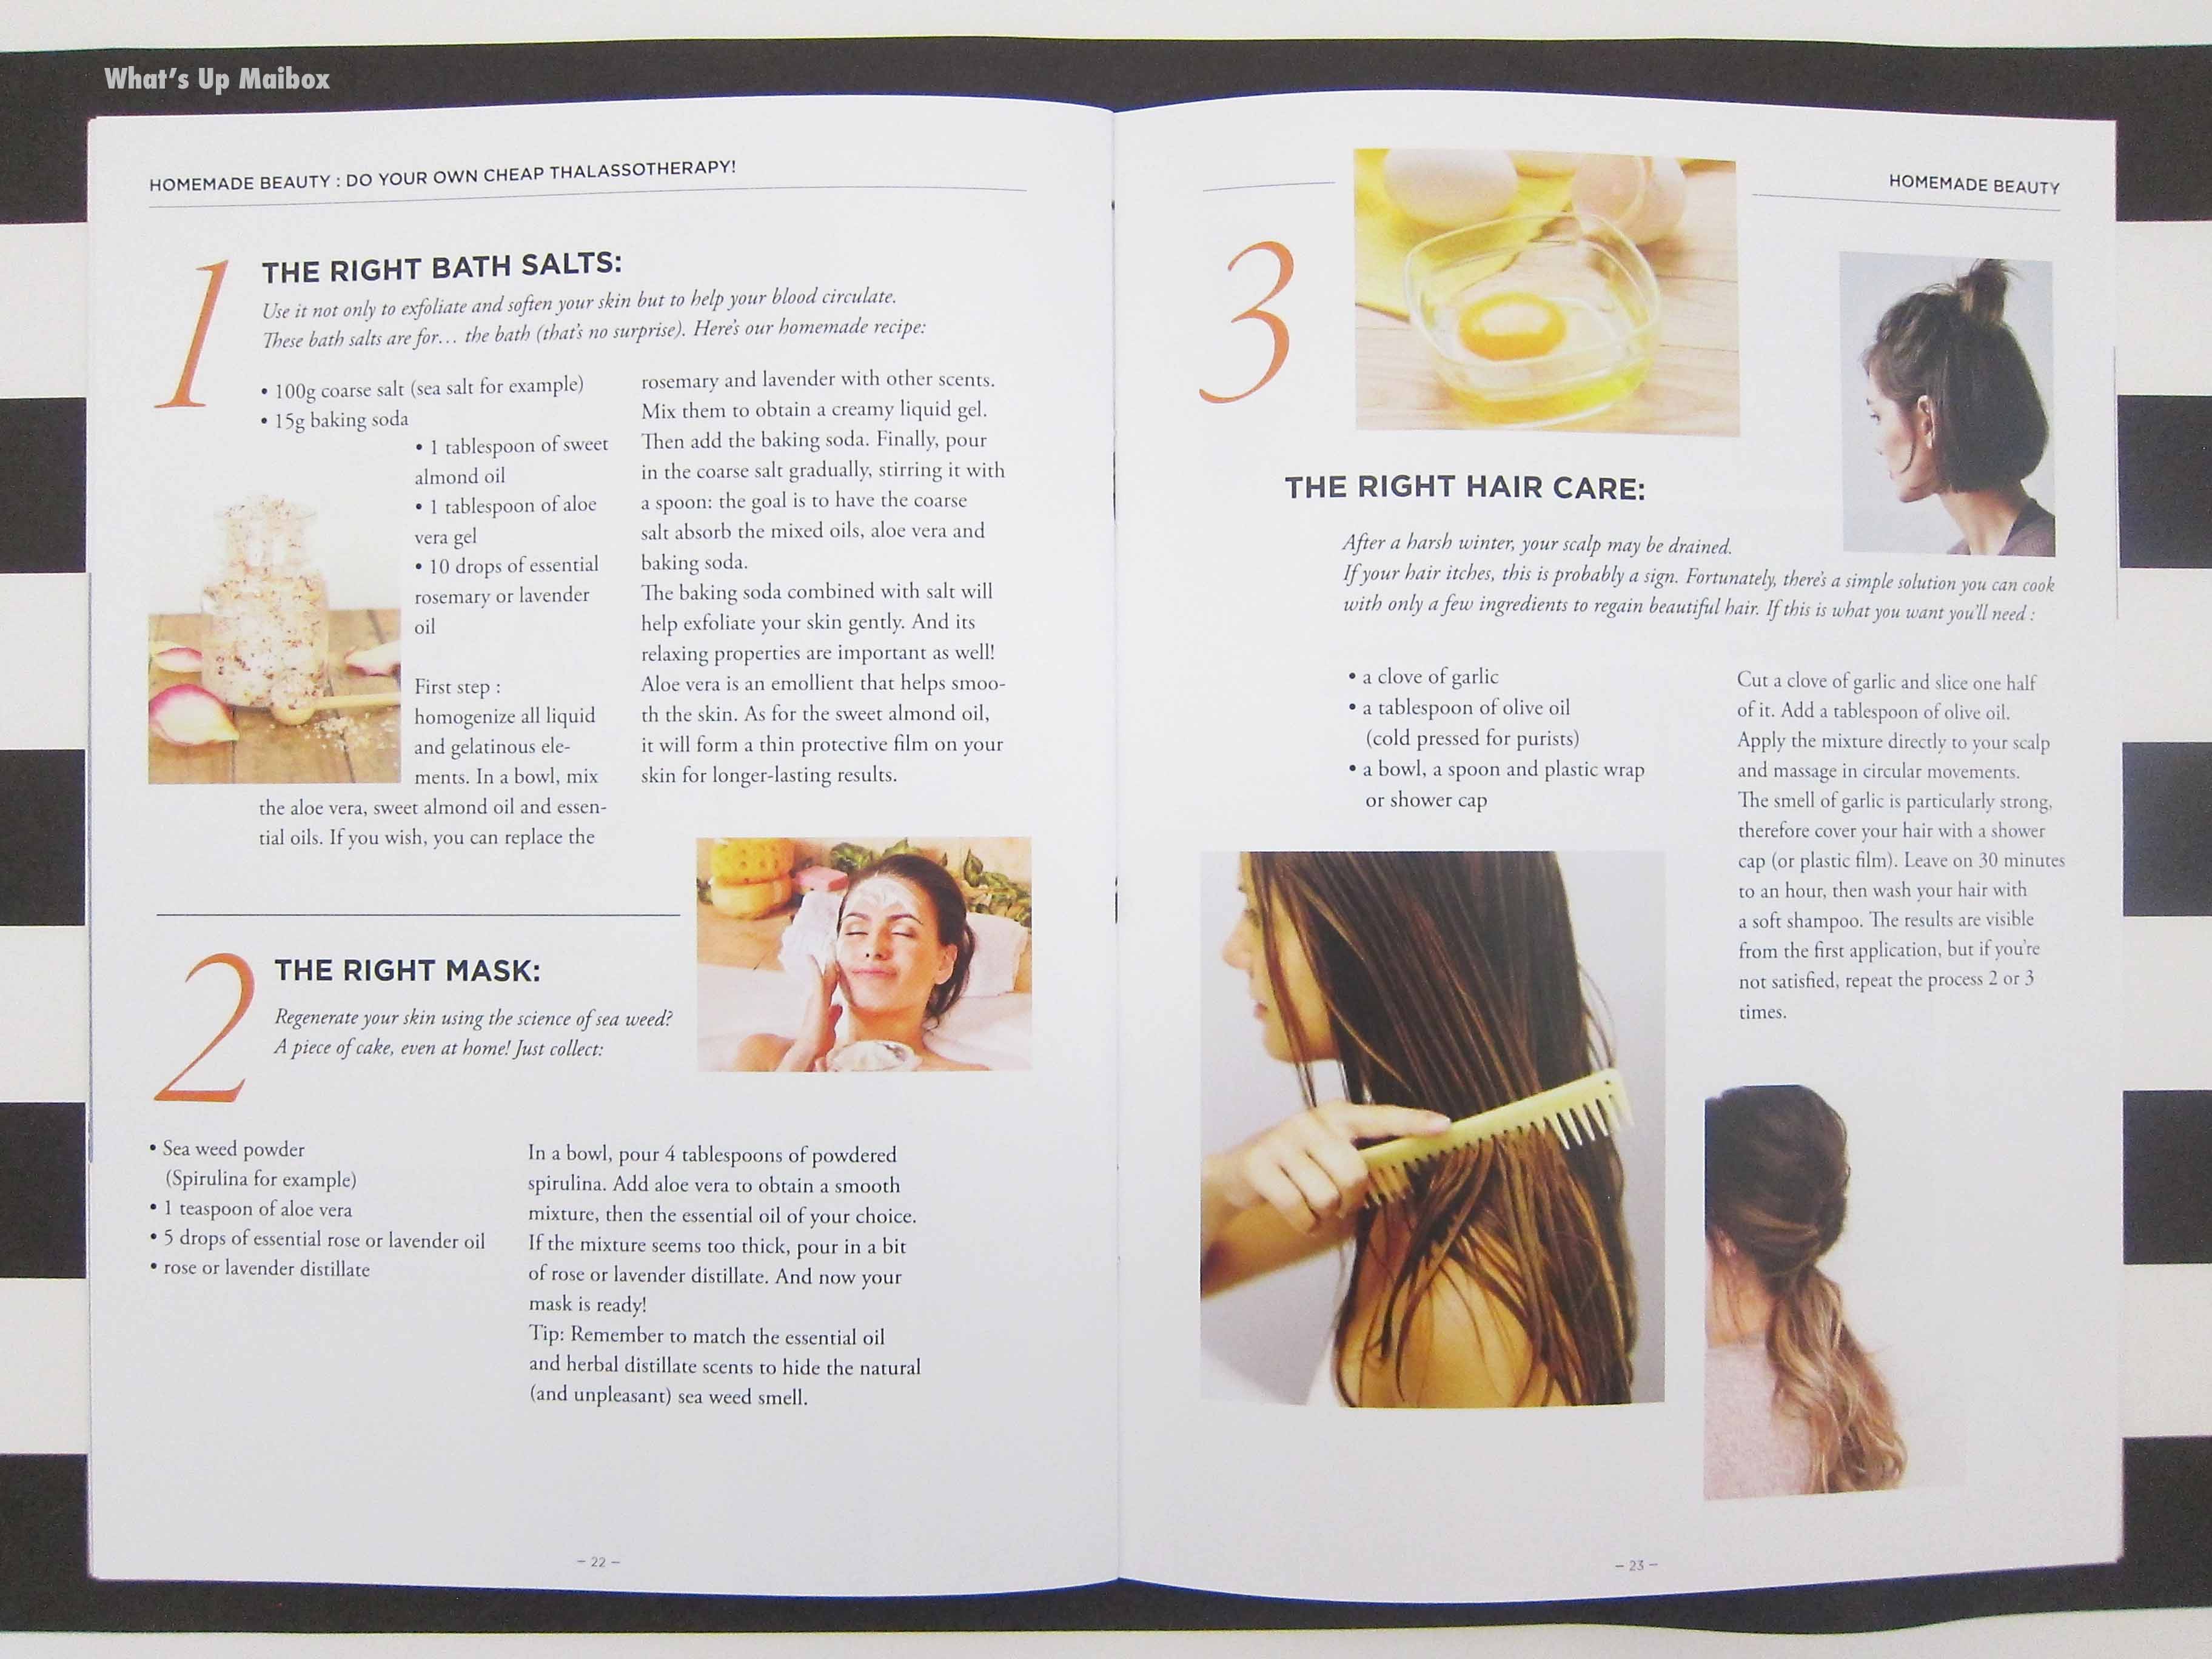 What's Up Maibox
HOMEMADE BEAUTY : DO YOUR OWN CHEAP THALASSOTHERAPY!
1
THE RIGHT BATH SALTS:
Use it not only to exfoliate and soften your skin but to help your blood circulate.
These bath salts are for... the bath (that's no surprise). Here's our homemade recipe:
• 100g coarse salt (sea salt for example)
• 15g baking soda
• 1 tablespoon of sweet
almond oil
• 1 tablespoon of aloe
vera gel
• 10 drops of essential
rosemary or lavender
oil
First step :
homogenize all liquid
and gelatinous ele-
ments. In a bowl, mix
the aloe vera, sweet almond oil and essen-
tial oils. If you wish, you can replace the
rosemary and lavender with other scents.
Mix them to obtain a creamy liquid gel.
Then add the baking soda. Finally, pour
in the coarse salt gradually, stirring it with
a spoon: the goal is to have the coarse
salt absorb the mixed oils, aloe vera and
baking soda.
The baking soda combined with salt will
help exfoliate your skin gently. And its
relaxing properties are important as well!
Aloe vera is an emollient that helps smoo-
th the skin. As for the sweet almond oil,
it will form a thin protective film on your
skin for longer-lasting results.
2
THE RIGHT MASK:
Regenerate your skin using the science of sea weed?
A piece of cake, even at home! Just collect:
• Sea weed powder
(Spirulina for example)
• 1 teaspoon of aloe vera
• 5 drops of essential rose or lavender oil
• rose or lavender distillate
In a bowl, pour 4 tablespoons of powdered
spirulina. Add aloe vera to obtain a smooth
mixture, then the essential oil of your choice.
If the mixture seems too thick, pour in a bit
of rose or lavender distillate. And now your
mask is ready!
Tip: Remember to match the essential oil
and herbal distillate scents to hide the natural
(and unpleasant) sea weed smell.
– 22 –
HOMEMADE BEAUTY
3
THE RIGHT HAIR CARE:
After a harsh winter, your scalp may be drained.
If your hair itches, this is probably a sign. Fortunately, there's a simple solution you can cook
with only a few ingredients to regain beautiful hair. If this is what you want you'll need :
• a clove of garlic
• a tablespoon of olive oil
(cold pressed for purists)
• a bowl, a spoon and plastic wrap
or shower cap
Cut a clove of garlic and slice one half
of it. Add a tablespoon of olive oil.
Apply the mixture directly to your scalp
and massage in circular movements.
The smell of garlic is particularly strong,
therefore cover your hair with a shower
cap (or plastic film). Leave on 30 minutes
to an hour, then wash your hair with
a soft shampoo. The results are visible
from the first application, but if you're
not satisfied, repeat the process 2 or 3
times.
– 23 –